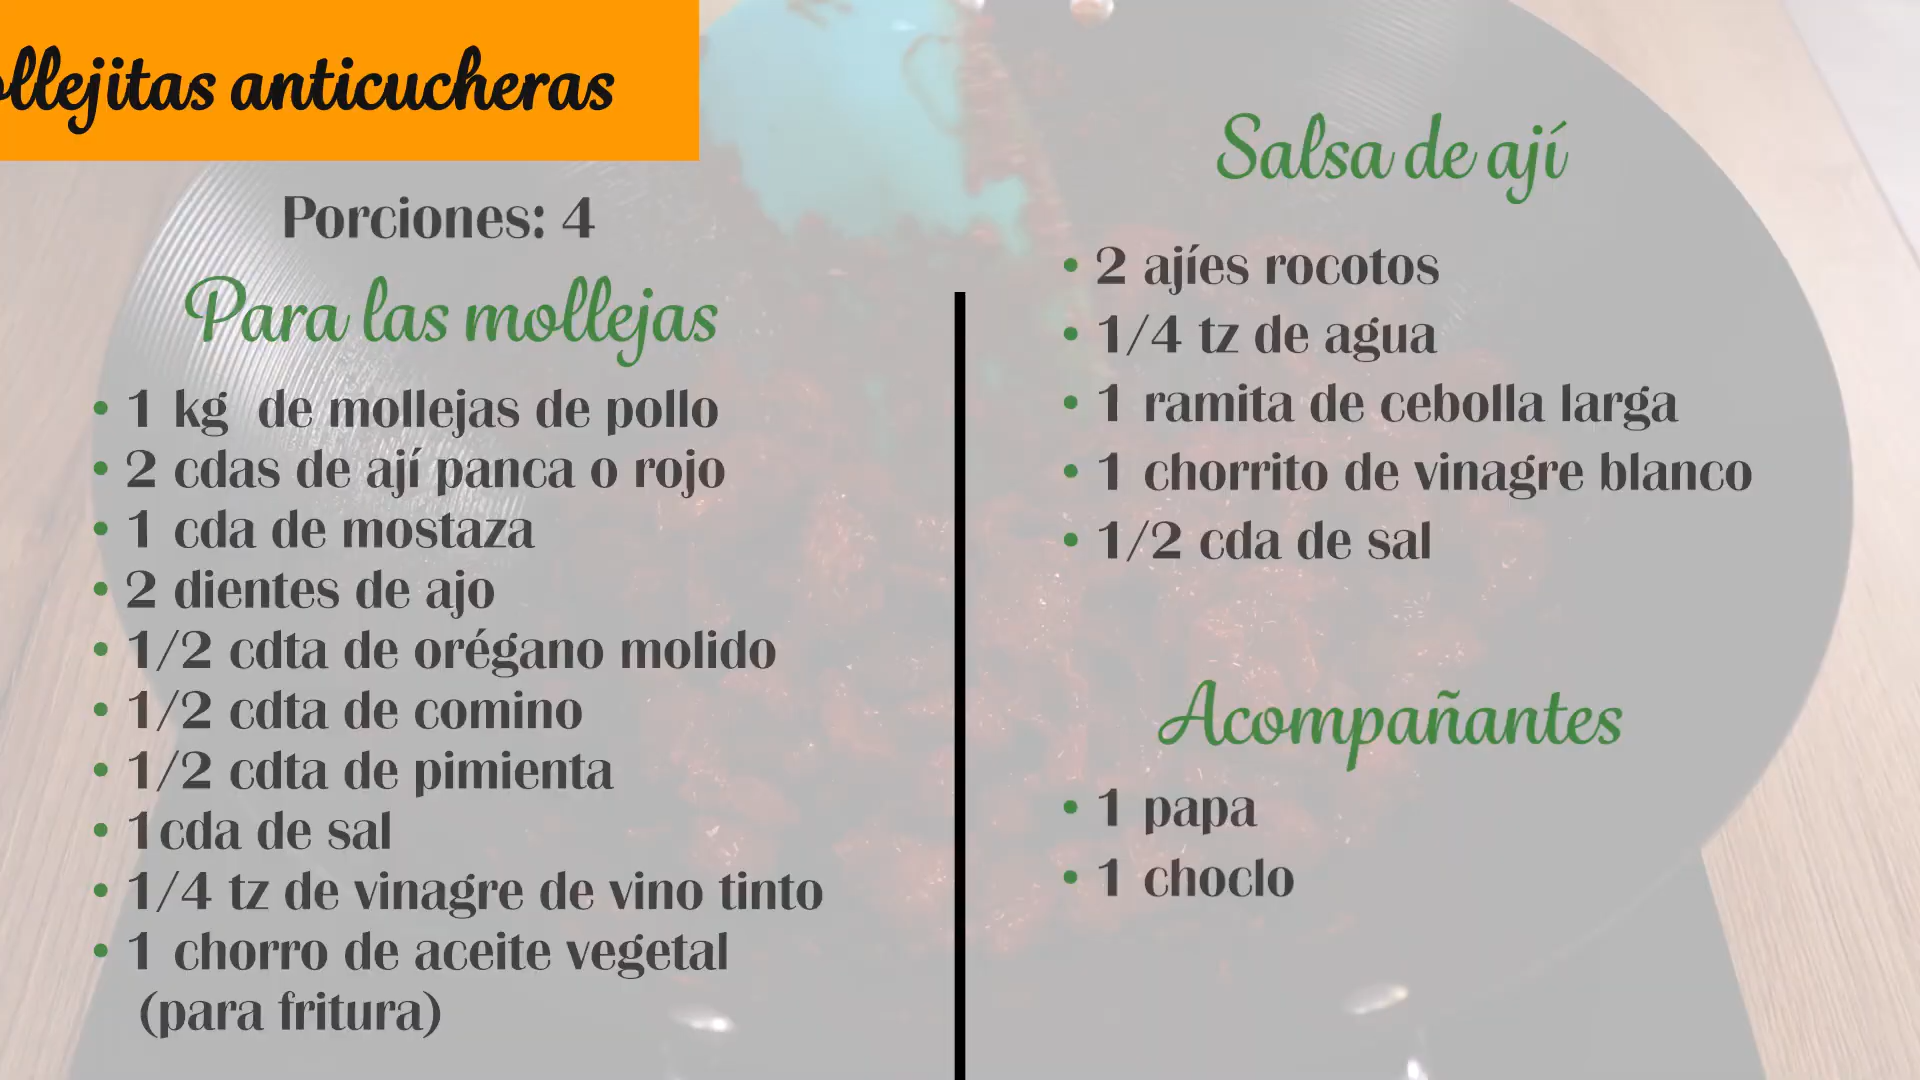 ollejitas anticucheras
Porciones: 4
Para las mollejas
• 1 kg de mollejas de pollo
• 2 cdas de ají panca o rojo
• 1 cda de mostaza
• 2 dientes de ajo
• 1/2 cdta de orégano molido
• 1/2 cdta de comino
• 1/2 cdta de pimienta
• 1cda de sal
• 1/4 tz de vinagre de vino tinto
• 1 chorro de aceite vegetal
(para fritura)
Salsa de ají
• 2 ajíes rocotos
• 1/4 tz de agua
• 1 ramita de cebolla larga
• 1 chorrito de vinagre blanco
• 1/2 cda de sal
Acompañantes
• 1 papa
• 1 choclo